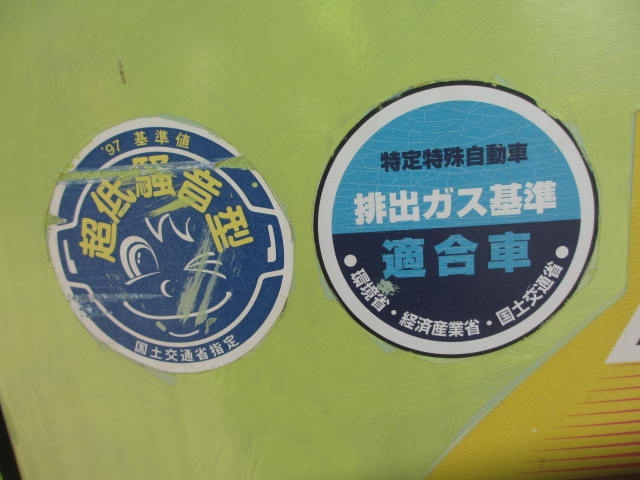 '97 基準値
超低騒音型
国土交通省指定
特定特殊自動車
排出ガス基準
適合車
・環境省・経済産業省・国土交通省・